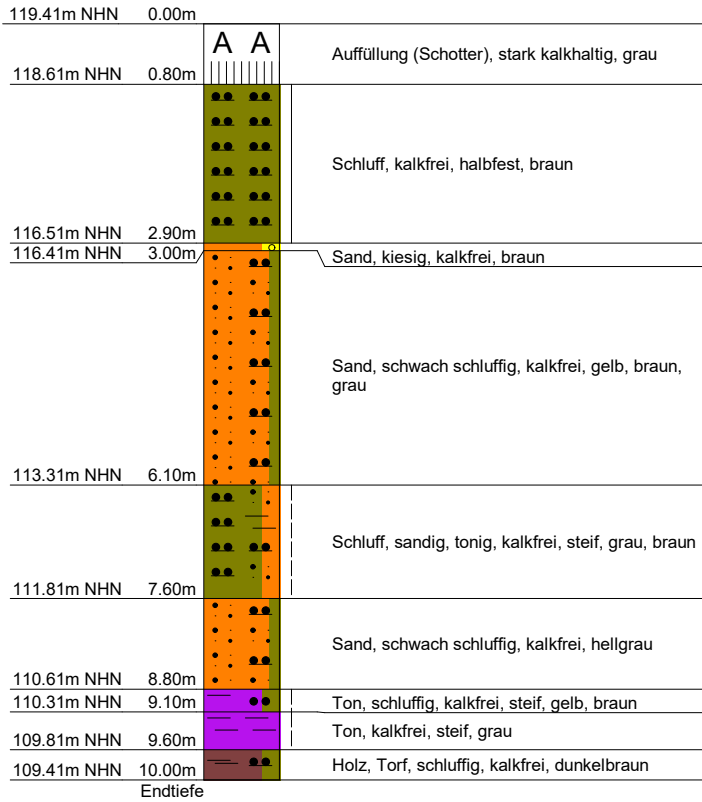 119.41m NHN 0.00m
A A
Auffüllung (Schotter), stark kalkhaltig, grau
118.61m NHN 0.80m
Schluff, kalkfrei, halbfest, braun
116.51m NHN 2.90m
116.41m NHN 3.00m
Sand, kiesig, kalkfrei, braun
Sand, schwach schluffig, kalkfrei, gelb, braun,
grau
113.31m NHN 6.10m
Schluff, sandig, tonig, kalkfrei, steif, grau, braun
111.81m NHN 7.60m
Sand, schwach schluffig, kalkfrei, hellgrau
110.61m NHN 8.80m
110.31m NHN 9.10m
Ton, schluffig, kalkfrei, steif, gelb, braun
Ton, kalkfrei, steif, grau
109.81m NHN 9.60m
Holz, Torf, schluffig, kalkfrei, dunkelbraun
109.41m NHN 10.00m
Endtiefe